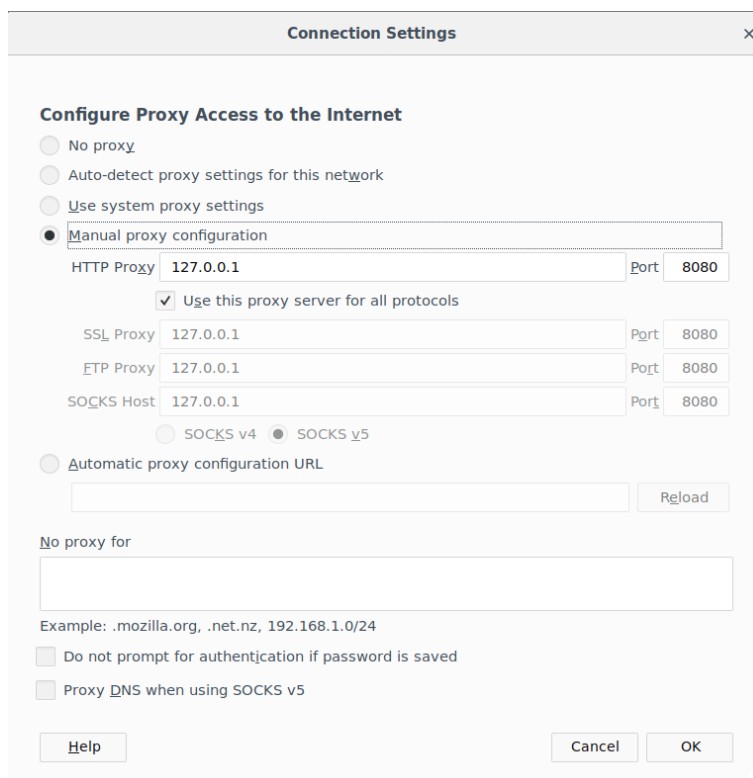 Connection Settings ×
Configure Proxy Access to the Internet
No proxy
Auto-detect proxy settings for this network
Use system proxy settings
Manual proxy configuration
HTTP Proxy 127.0.0.1 Port 8080
Use this proxy server for all protocols
SSL Proxy 127.0.0.1 Port 8080
FTP Proxy 127.0.0.1 Port 8080
SOCKS Host 127.0.0.1 Port 8080
SOCKS v4 SOCKS v5
Automatic proxy configuration URL
Reload
No proxy for
Example: .mozilla.org, .net.nz, 192.168.1.0/24
Do not prompt for authentication if password is saved
Proxy DNS when using SOCKS v5
Help Cancel OK